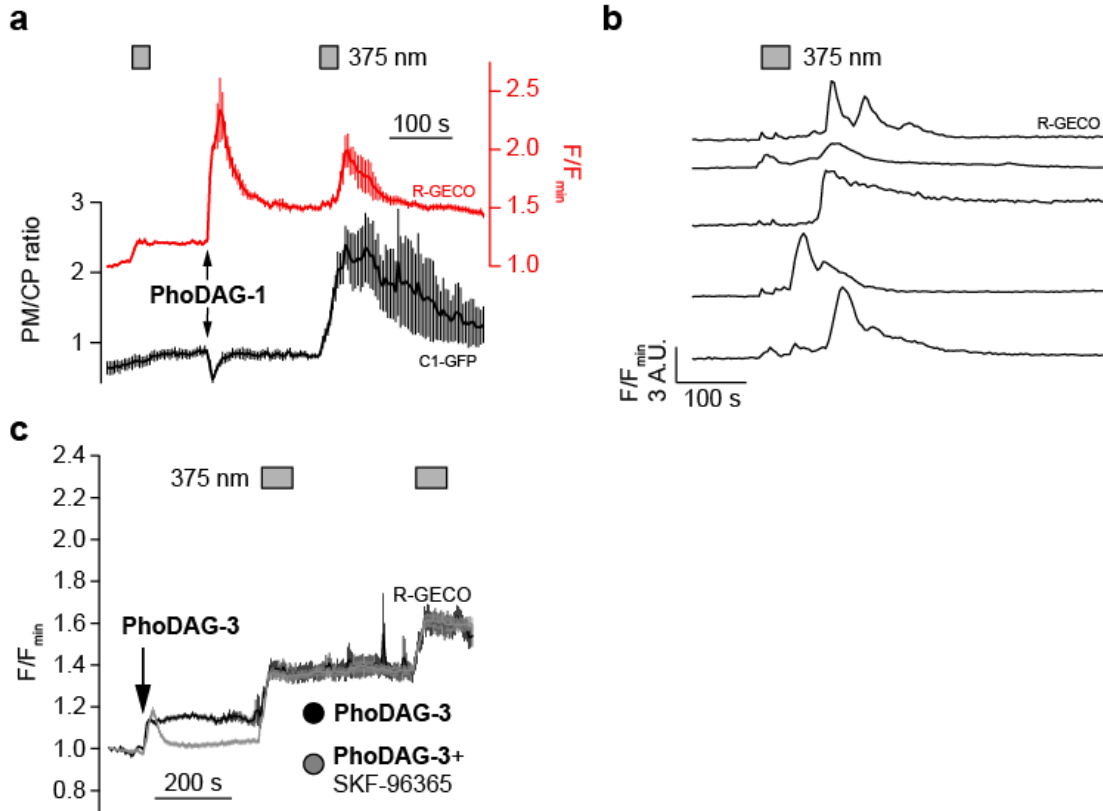 a
375 nm
2.5
100 s
2.0
R-GECO
F/Fmin
3
1.5
2
1.0
PhoDAG-1
PM/CP ratio
1
C1-GFP
b
375 nm
R-GECO
F/Fmin
3 A.U.
100 s
c
2.4
375 nm
2.2
2.0
1.8
R-GECO
1.6
PhoDAG-3
F/Fmin
1.4
1.2
PhoDAG-3
1.0
PhoDAG-3+
SKF-96365
0.8
200 s